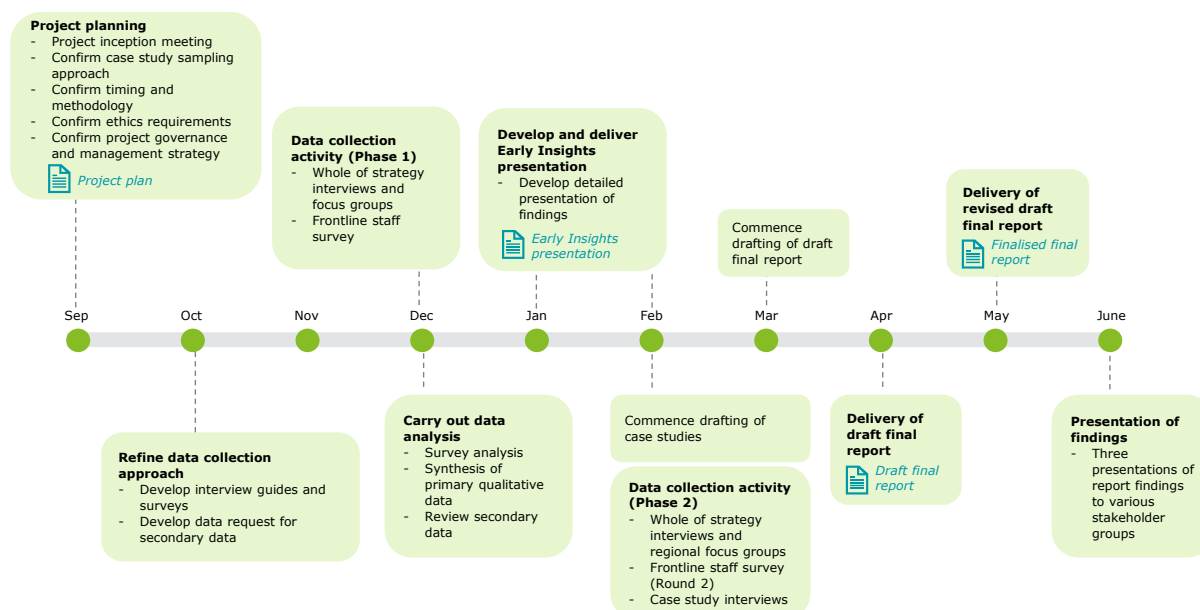 Project planning
- Project inception meeting
- Confirm case study sampling
approach
- Confirm timing and
methodology
- Confirm ethics requirements
- Confirm project governance
and management strategy
Project plan
Data collection
activity (Phase 1)
- Whole of strategy
interviews and
focus groups
- Frontline staff
survey
Develop and deliver
Early Insights
presentation
- Develop detailed
presentation of
findings
Early Insights
presentation
Commence
drafting of draft
final report
Delivery of
revised draft
final report
Finalised final
report
Sep Oct Nov Dec Jan Feb Mar Apr May June
Refine data collection
approach
- Develop interview guides and
surveys
- Develop data request for
secondary data
Carry out data
analysis
- Survey analysis
- Synthesis of
primary qualitative
data
- Review secondary
data
Commence drafting of
case studies
Data collection activity
(Phase 2)
- Whole of strategy
interviews and
regional focus groups
- Frontline staff survey
(Round 2)
- Case study interviews
Delivery of
draft final
report
Draft final
report
Presentation of
findings
- Three
presentations of
report findings
to various
stakeholder
groups